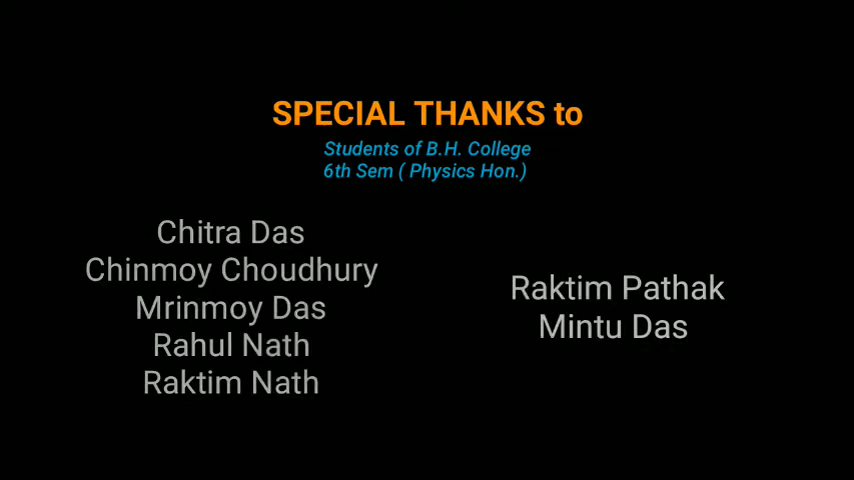 SPECIAL THANKS to
Students of B.H. College
6th Sem ( Physics Hon.)
Chitra Das
Chinmoy Choudhury
Mrinmoy Das
Rahul Nath
Raktim Nath
Raktim Pathak
Mintu Das